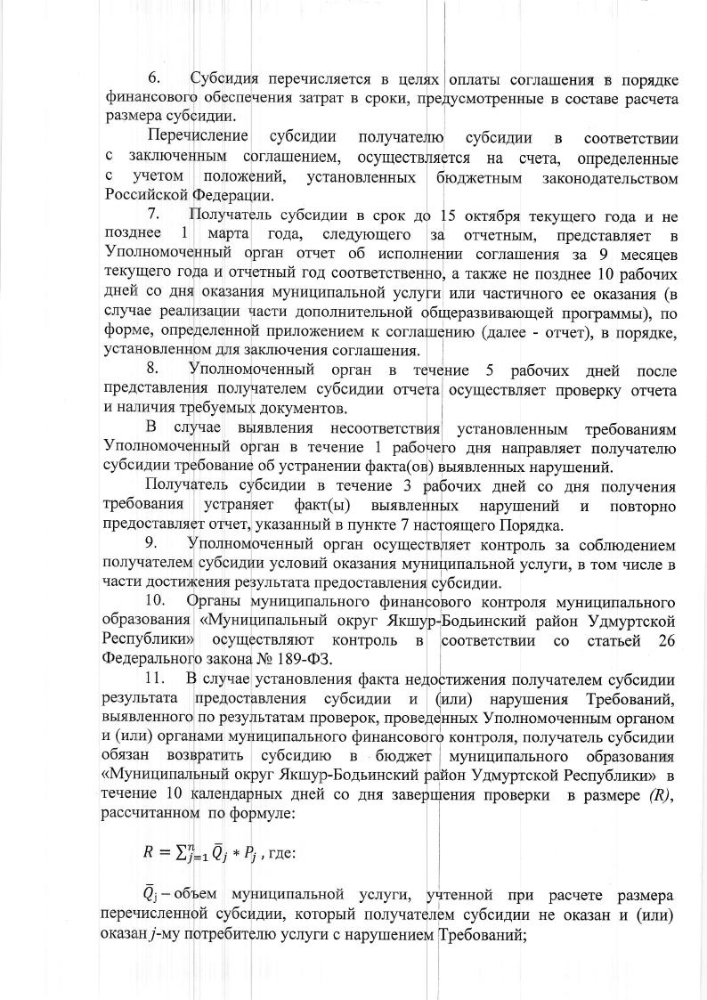 6. Субсидия перечисляется в целях оплаты соглашения в порядке
финансового обеспечения затрат в сроки, предусмотренные в составе расчета
размера субсидии.
Перечисление субсидии получателю субсидии в соответствии
с заключенным соглашением, осуществляется на счета, определенные
с учетом положений, установленных бюджетным законодательством
Российской Федерации.
7. Получатель субсидии в срок до 15 октября текущего года и не
позднее 1 марта года, следующего за отчетным, представляет в
Уполномоченный орган отчет об исполнении соглашения за 9 месяцев
текущего года и отчетный год соответственно, а также не позднее 10 рабочих
дней со дня оказания муниципальной услуги или частичного ее оказания (в
случае реализации части дополнительной общеразвивающей программы), по
форме, определенной приложением к соглашению (далее - отчет), в порядке,
установленном для заключения соглашения.
8. Уполномоченный орган в течение 5 рабочих дней после
представления получателем субсидии отчета осуществляет проверку отчета
и наличия требуемых документов.
В случае выявления несоответствия установленным требованиям
Уполномоченный орган в течение 1 рабочего дня направляет получателю
субсидии требование об устранении факта(ов) выявленных нарушений.
Получатель субсидии в течение 3 рабочих дней со дня получения
требования устраняет факт(ы) выявленных нарушений и повторно
предоставляет отчет, указанный в пункте 7 настоящего Порядка.
9. Уполномоченный орган осуществляет контроль за соблюдением
получателем субсидии условий оказания муниципальной услуги, в том числе в
части достижения результата предоставления субсидии.
10. Органы муниципального финансового контроля муниципального
образования «Муниципальный округ Якшур-Бодьинский район Удмуртской
Республики» осуществляют контроль в соответствии со статьей 26
Федерального закона № 189-ФЗ.
11. В случае установления факта недостижения получателем субсидии
результата предоставления субсидии и (или) нарушения Требований,
выявленного по результатам проверок, проведенных Уполномоченным органом
и (или) органами муниципального финансового контроля, получатель субсидии
обязан возвратить субсидию в бюджет муниципального образования
«Муниципальный округ Якшур-Бодьинский район Удмуртской Республики» в
течение 10 календарных дней со дня завершения проверки в размере (R),
рассчитанном по формуле:
R = ∑ⁿⱼ₌₁ Q̄ⱼ * Pⱼ , где:
Q̄ⱼ – объем муниципальной услуги, учтенной при расчете размера
перечисленной субсидии, который получателем субсидии не оказан и (или)
оказан j-му потребителю услуги с нарушением Требований;